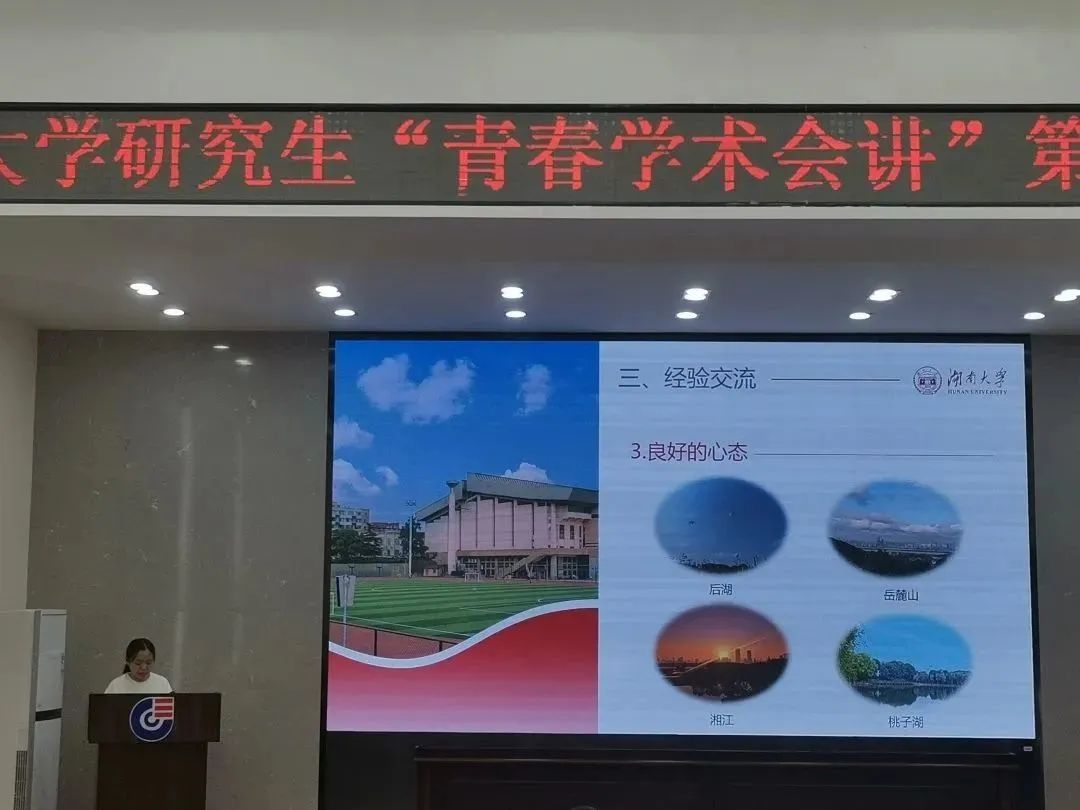 大学研究生“青春学术会讲”第
三、经验交流
湖南大学
HUNAN UNIVERSITY
3.良好的心态
后湖
岳麓山
湘江
桃子湖